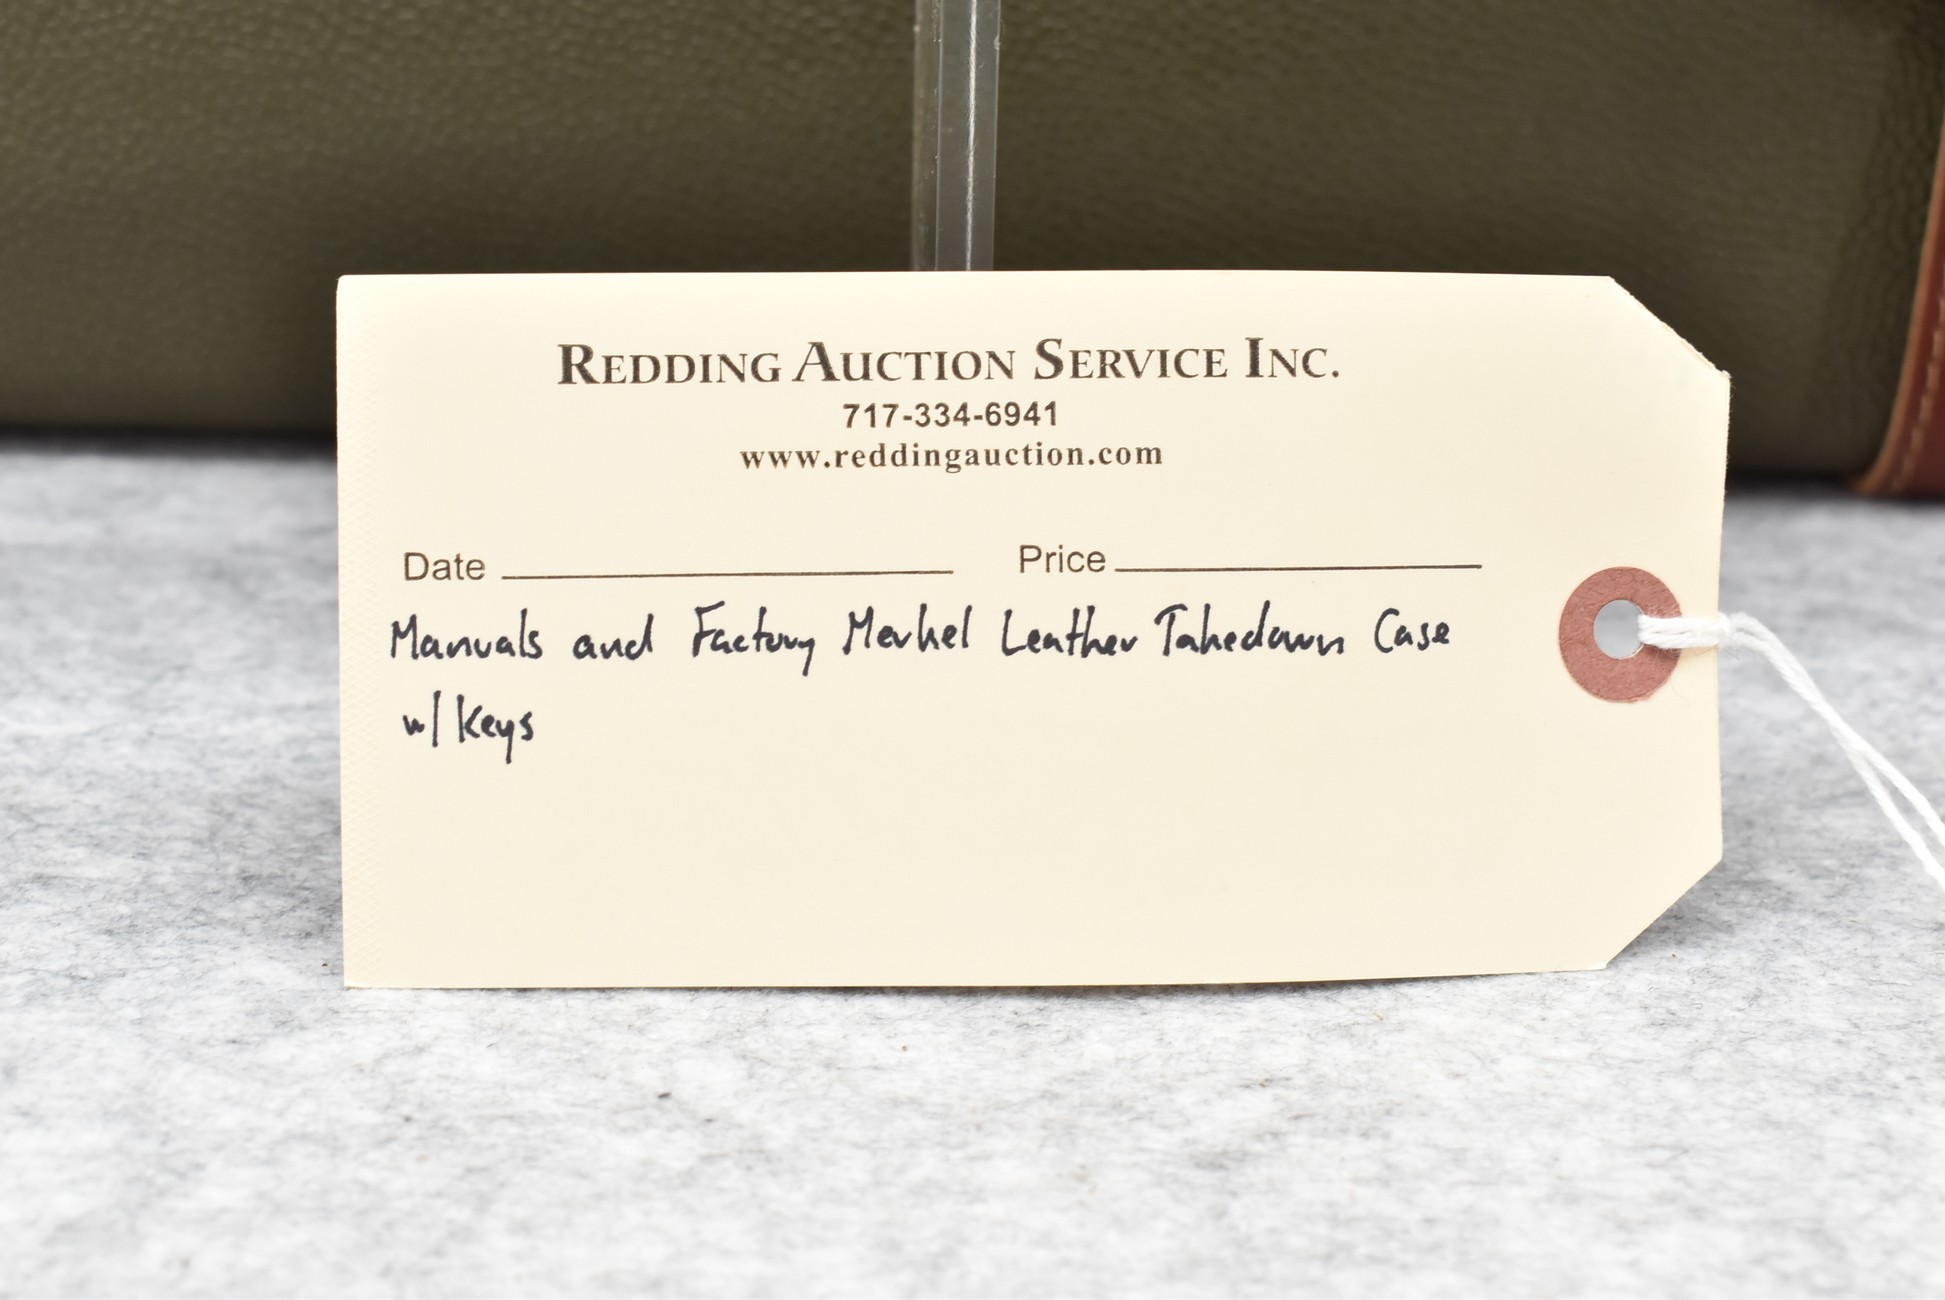 REDDING AUCTION SERVICE INC.
717-334-6941
www.reddingauction.com
Date Price
Manuals and Factory Merkel Leather Takedown Case
w/ Keys